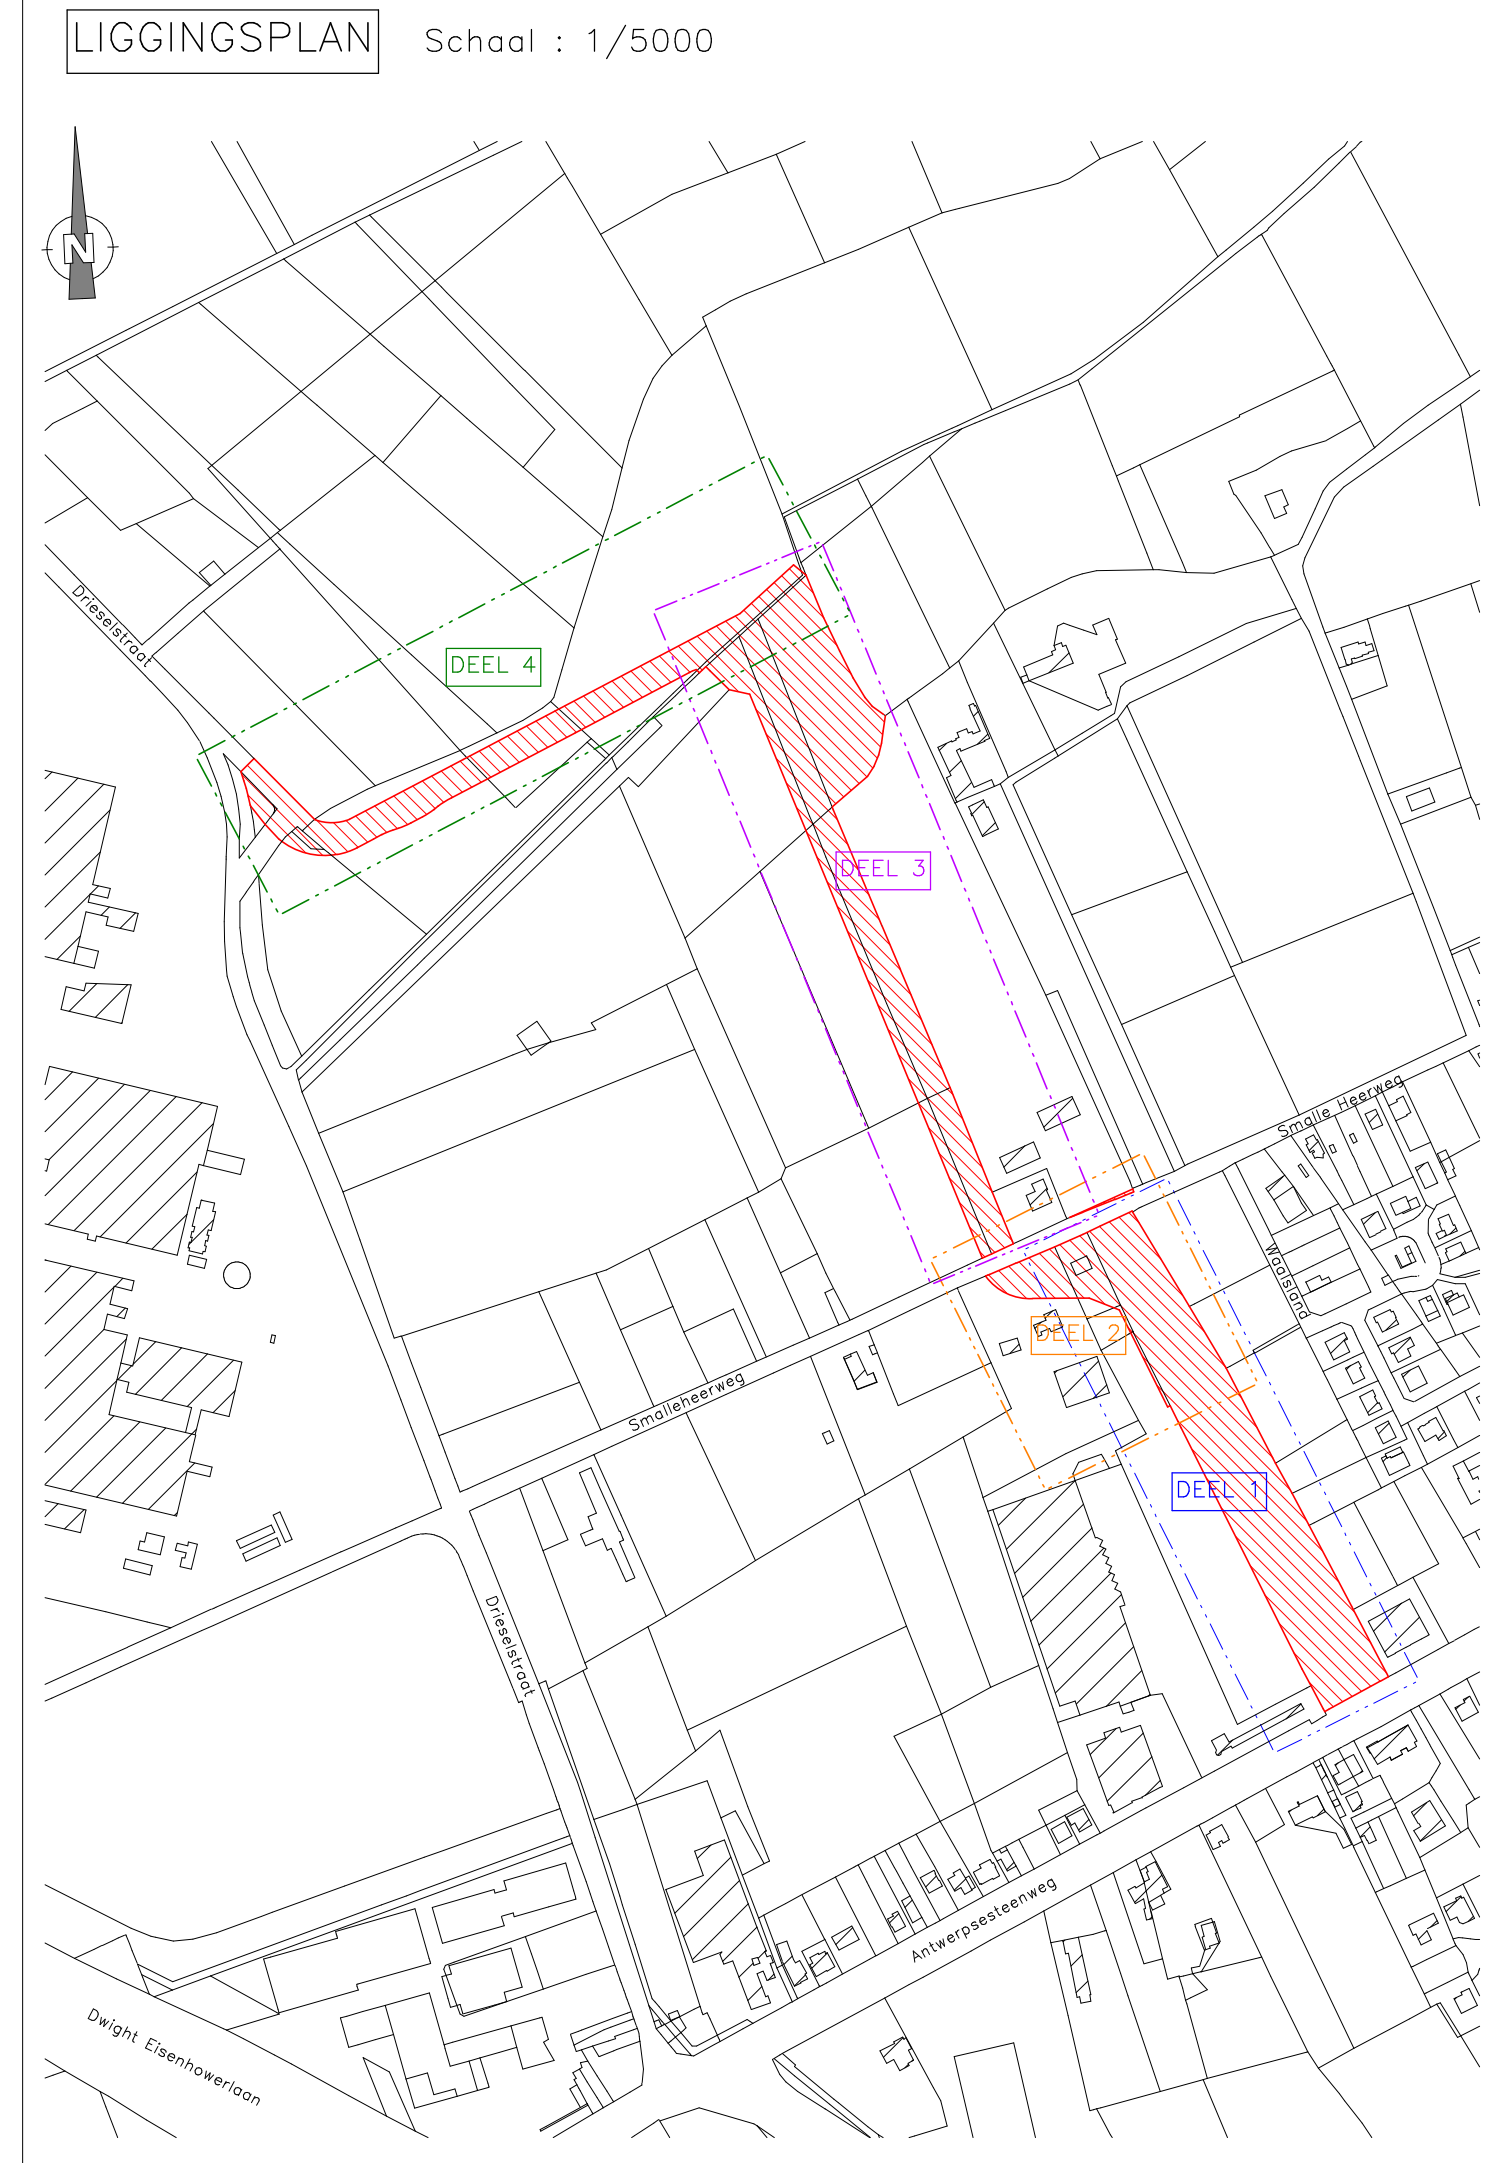 LIGGINGSPLAN
Schaal : 1/5000
N
Drieselstraat
DEEL 4
DEEL 3
Smalle Heerweg
Waalsland
DEEL 2
Smalleheerweg
DEEL 1
Drieselstraat
Antwerpsesteenweg
Dwight Eisenhowerlaan